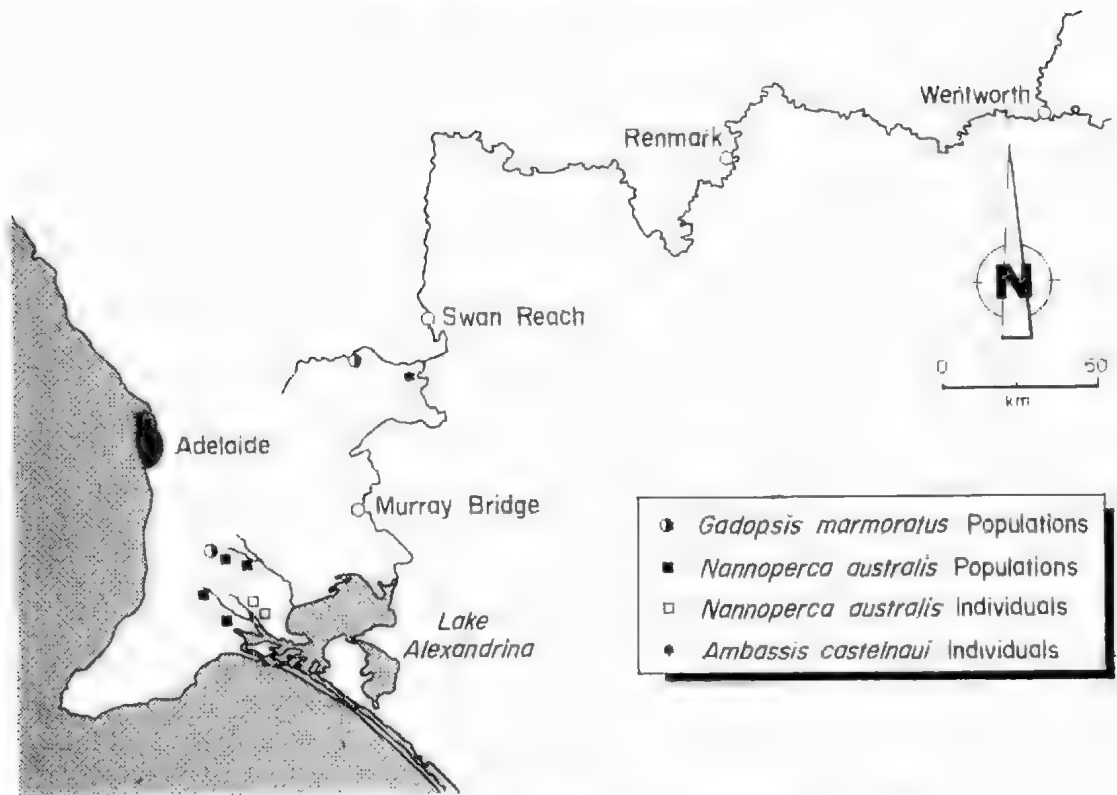 Wentworth
Renmark
Swan Reach
N
0 50
km
Adelaide
Murray Bridge
Lake
Alexandrina
Gadopsis marmoratus Populations
Nannoperca australis Populations
Nannoperca australis Individuals
Ambassis castelnaui Individuals